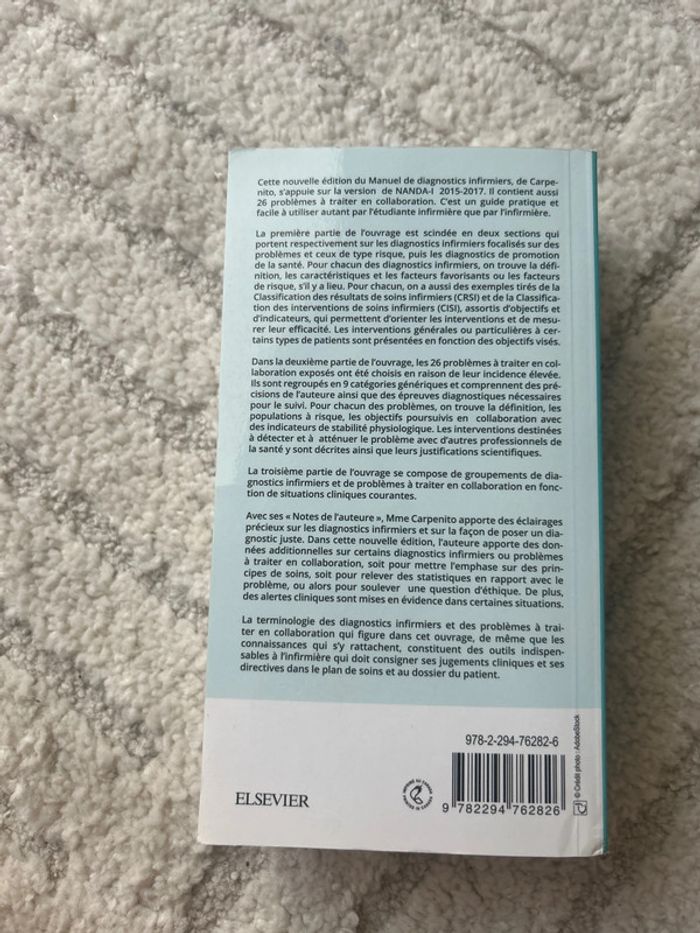 Cette nouvelle édition du Manuel de diagnostics infirmiers, de Carpe-
nito, s'appuie sur la version de NANDA-I 2015-2017. Il contient aussi
26 problèmes à traiter en collaboration. C'est un guide pratique et
facile à utiliser autant par l'étudiante infirmière que par l'infirmière.
La première partie de l'ouvrage est scindée en deux sections qui
portent respectivement sur les diagnostics infirmiers focalisés sur des
problèmes et ceux de type risque, puis les diagnostics de promotion
de la santé. Pour chacun des diagnostics infirmiers, on trouve la défi-
nition, les caractéristiques et les facteurs favorisants ou les facteurs
de risque, s'il y a lieu. Pour chacun, on a aussi des exemples tirés de la
Classification des résultats de soins infirmiers (CRSI) et de la Classifica-
tion des interventions de soins infirmiers (CISI), assortis d'objectifs et
d'indicateurs, qui permettent d'orienter les interventions et de mesu-
rer leur efficacité. Les interventions générales ou particulières à cer-
tains types de patients sont présentées en fonction des objectifs visés.
Dans la deuxième partie de l'ouvrage, les 26 problèmes à traiter en col-
laboration exposés ont été choisis en raison de leur incidence élevée.
Ils sont regroupés en 9 catégories génériques et comprennent des pré-
cisions de l'auteure ainsi que des épreuves diagnostiques nécessaires
pour le suivi. Pour chacun des problèmes, on trouve la définition, les
populations à risque, les objectifs poursuivis en collaboration avec
des indicateurs de stabilité physiologique. Les interventions destinées
à détecter et à atténuer le problème avec d'autres professionnels de
la santé y sont décrites ainsi que leurs justifications scientifiques.
La troisième partie de l'ouvrage se compose de groupements de dia-
gnostics infirmiers et de problèmes à traiter en collaboration en fonc-
tion de situations cliniques courantes.
Avec ses « Notes de l'auteure », Mme Carpenito apporte des éclairages
précieux sur les diagnostics infirmiers et sur la façon de poser un dia-
gnostic juste. Dans cette nouvelle édition, l'auteure apporte des don-
nées additionnelles sur certains diagnostics infirmiers ou problèmes
à traiter en collaboration, soit pour mettre l'emphase sur des prin-
cipes de soins, soit pour relever des statistiques en rapport avec le
problème, ou alors pour soulever une question d'éthique. De plus,
des alertes cliniques sont mises en évidence dans certaines situations.
La terminologie des diagnostics infirmiers et des problèmes à trai-
ter en collaboration qui figure dans cet ouvrage, de même que les
connaissances qui s'y rattachent, constituent des outils indispen-
sables à l'infirmière qui doit consigner ses jugements cliniques et ses
directives dans le plan de soins et au dossier du patient.
978-2-294-76282-6
© Crédit photo : AdobeStock
ELSEVIER
IMPRIMÉ AU CANADA
PRINTED IN CANADA
9 782294 762826